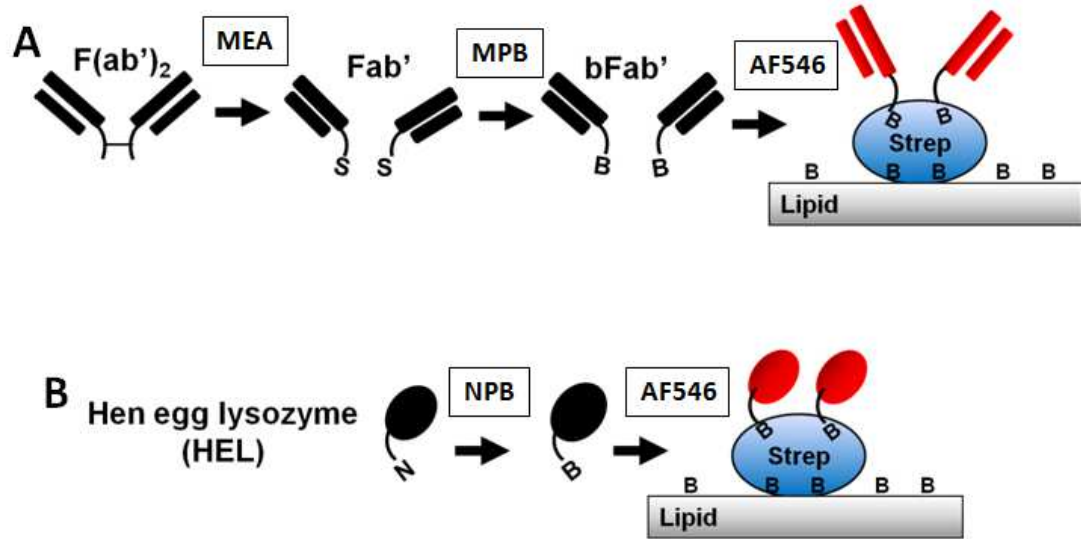 A
F(ab')₂
MEA
Fab'
MPB
bFab'
AF546
S
S
B
B
B
B
Strep
B
B
B
B
B
Lipid
B
Hen egg lysozyme
(HEL)
NPB
AF546
N
B
B
B
Strep
B
B
B
B
B
Lipid